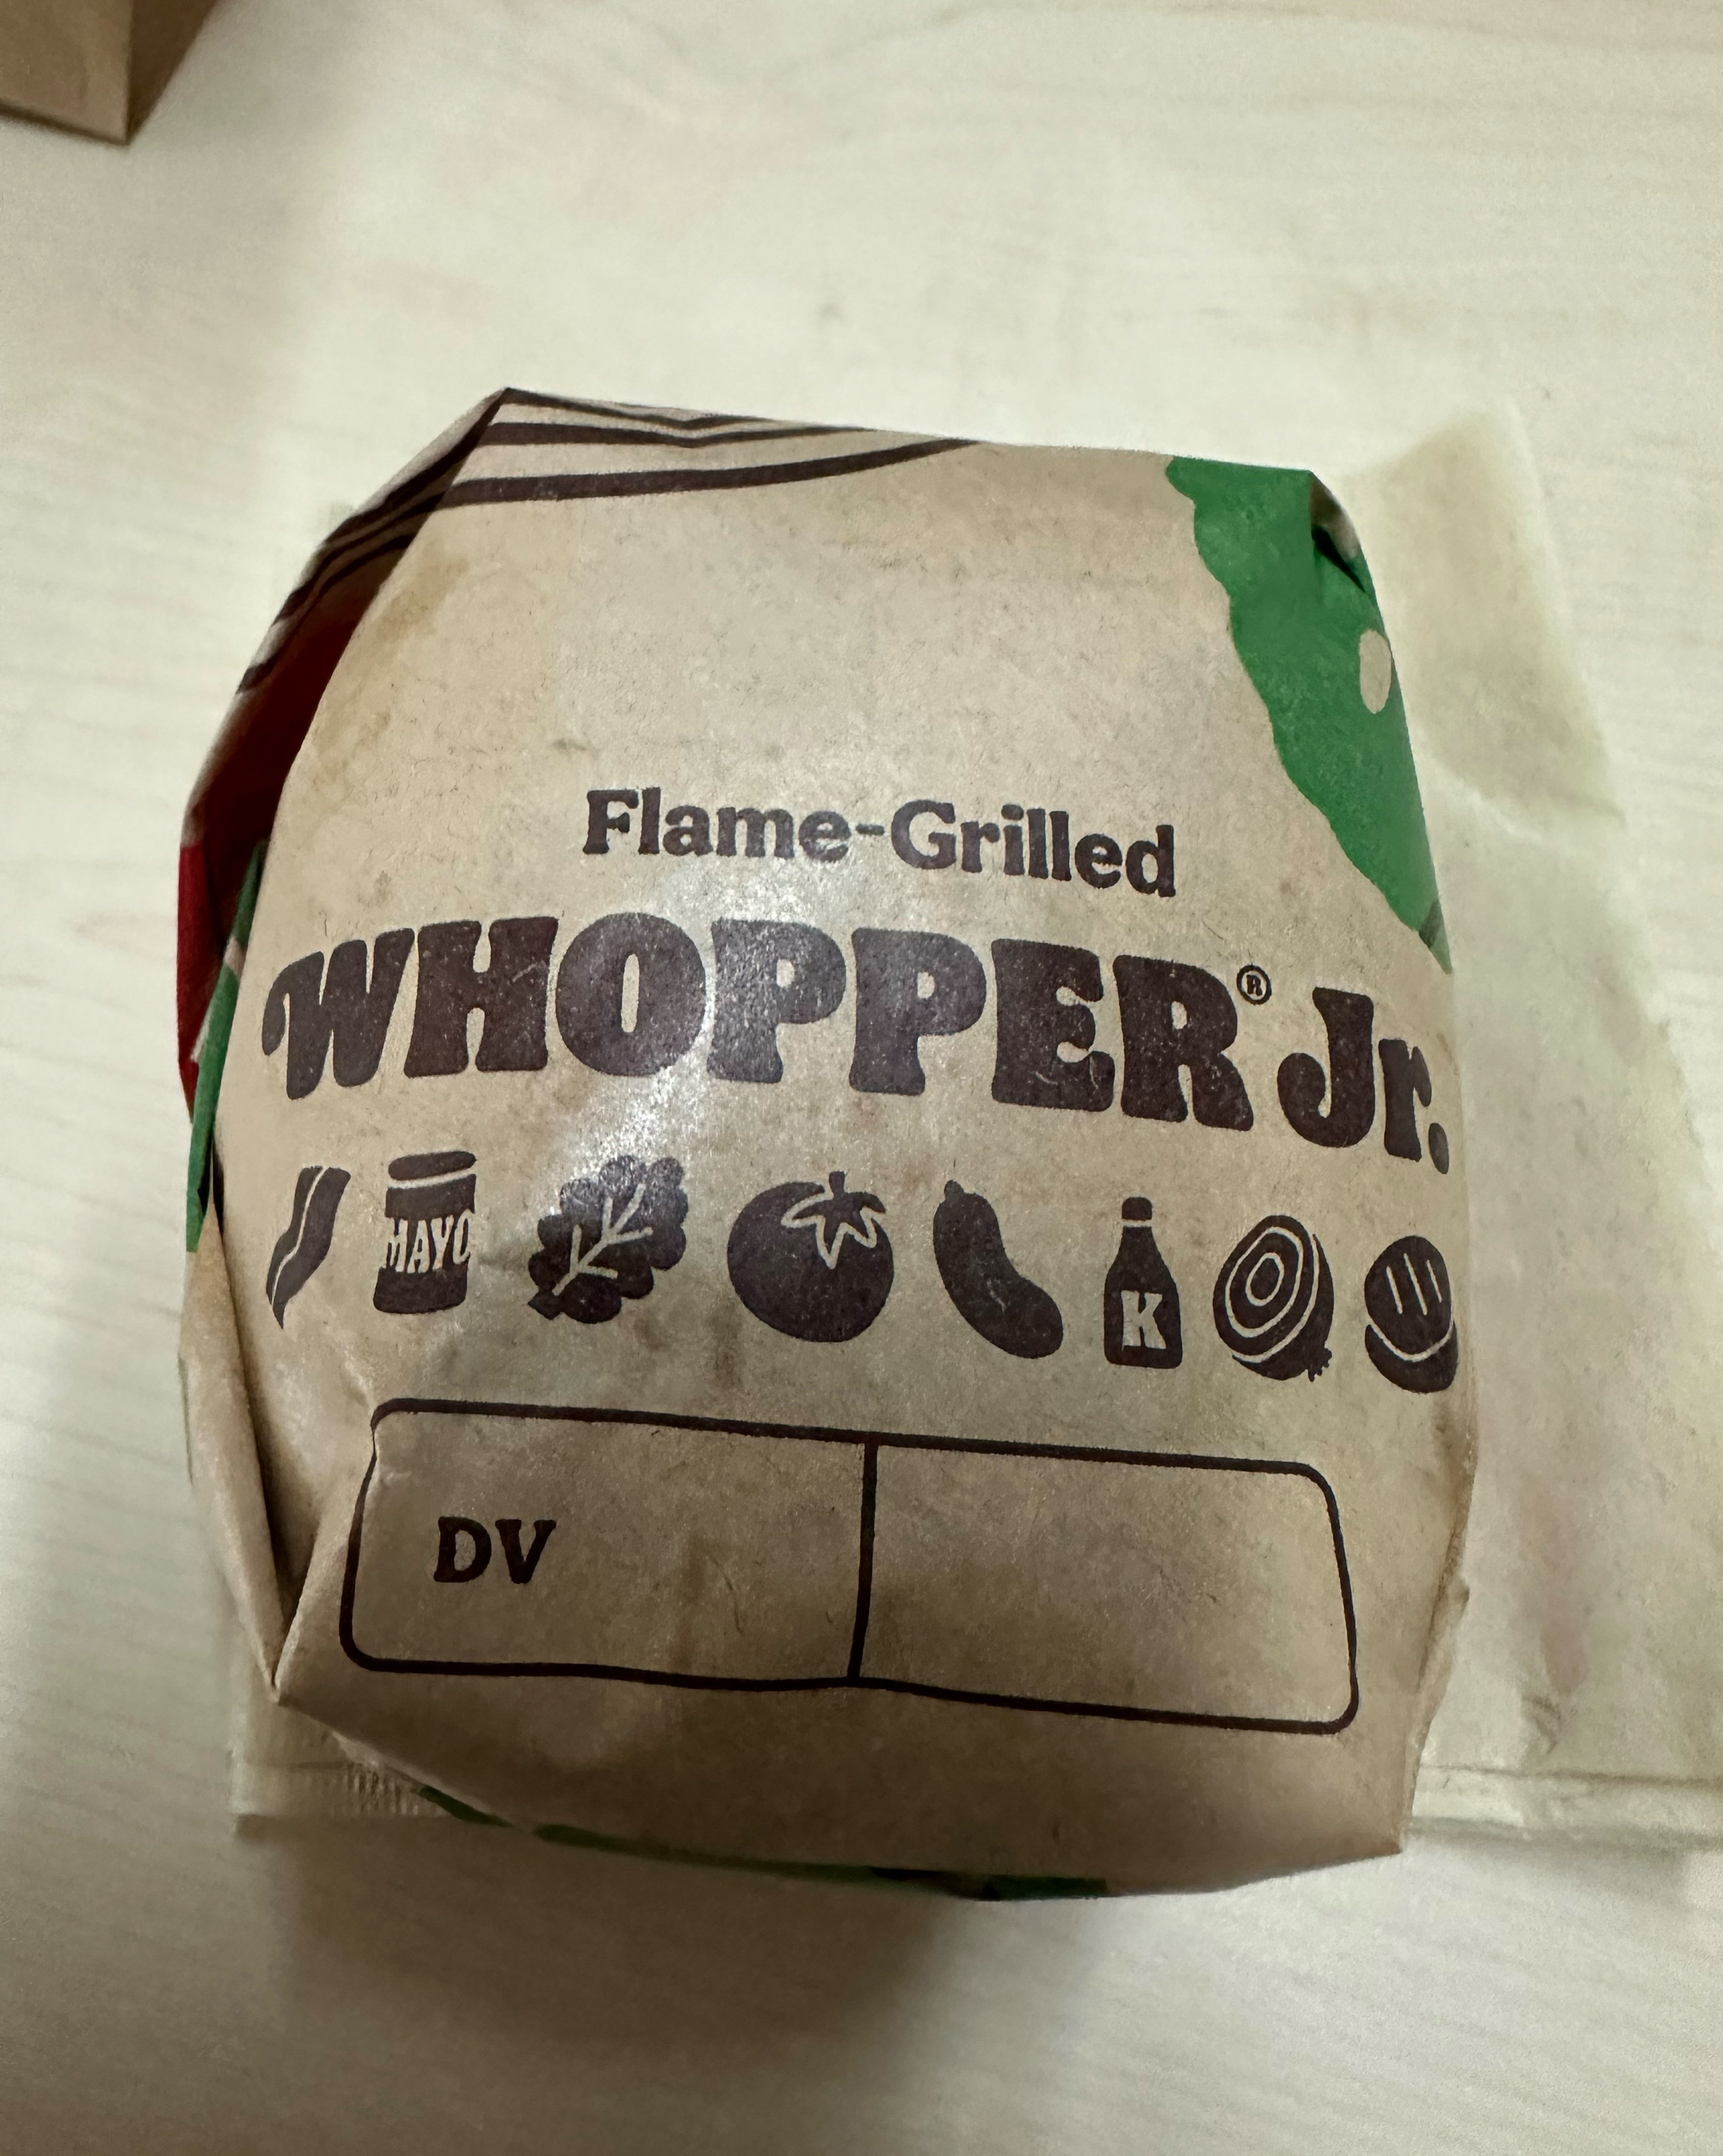 Flame-Grilled
WHOPPER® Jr.
MAYO
K
DV